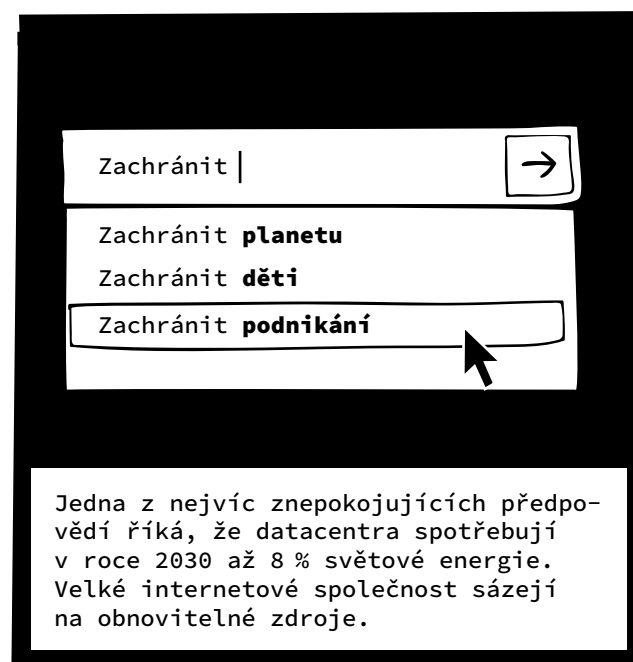 Zachránit
Zachránit planetu
Zachránit děti
Zachránit podnikání
Jedna z nejvíc znepokojujících předpo–
vědí říká, že datacentra spotřebují
v roce 2030 až 8 % světové energie.
Velké internetové společnost sázejí
na obnovitelné zdroje.